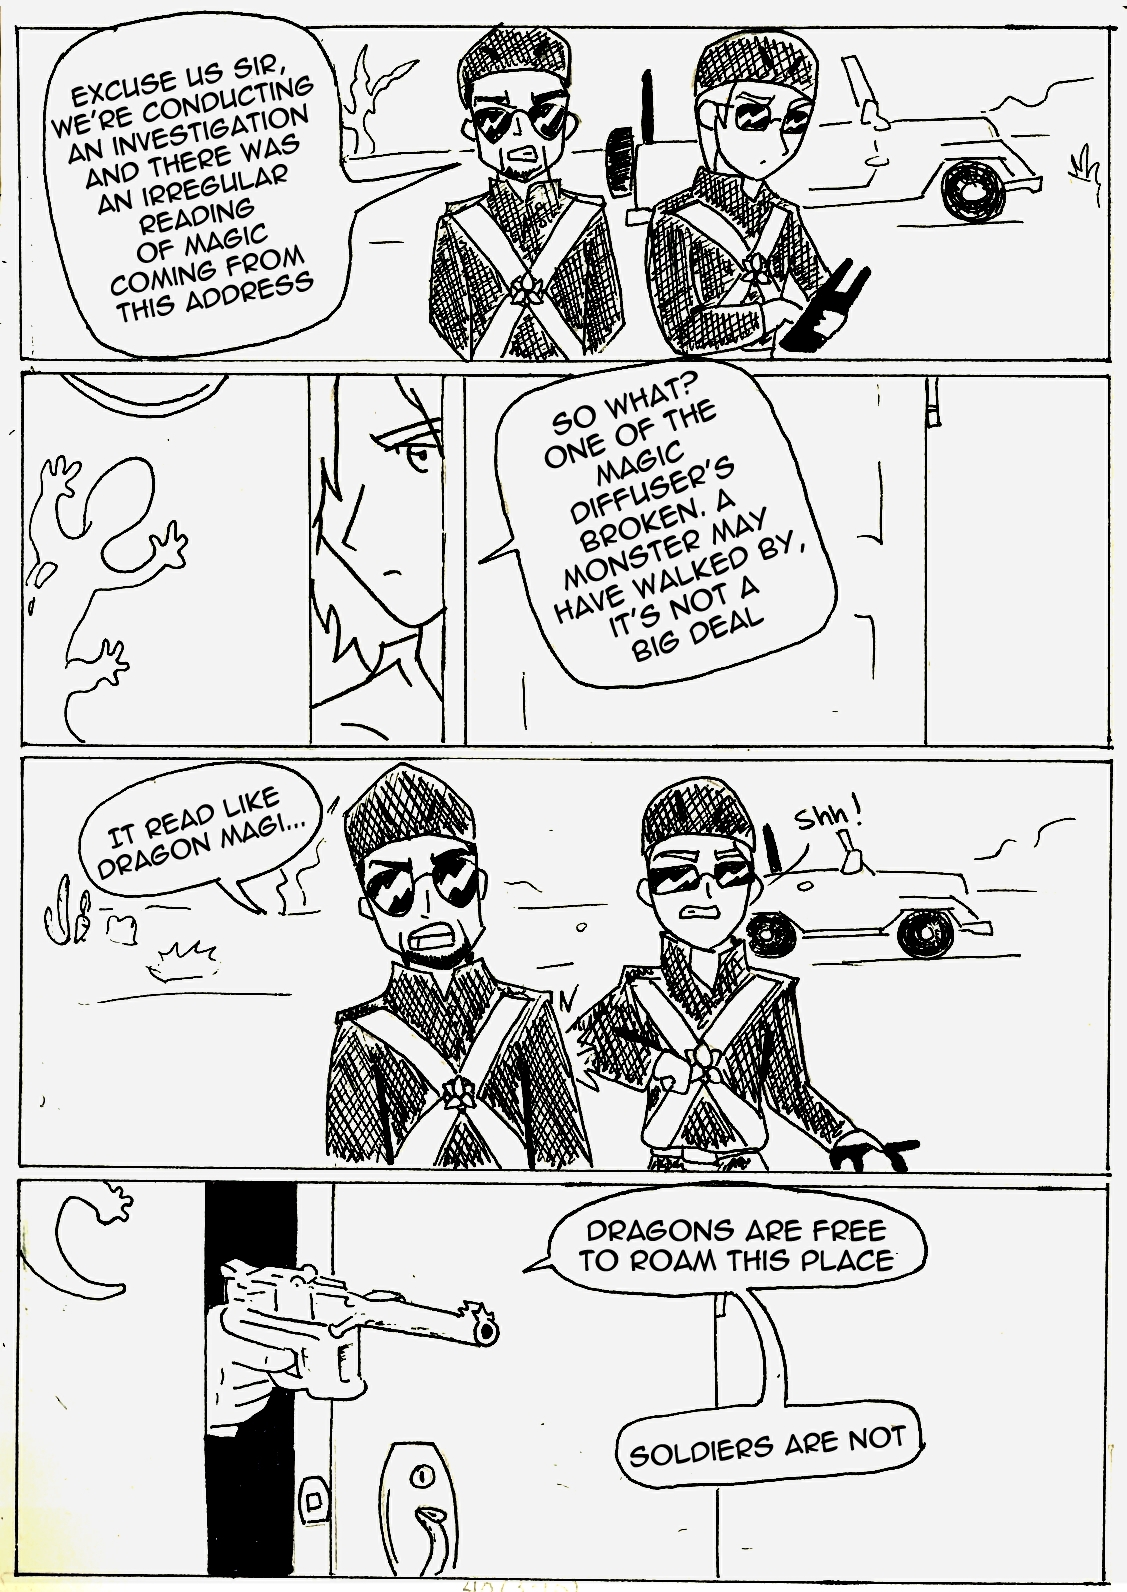 EXCUSE US SIR,
WE'RE CONDUCTING
AN INVESTIGATION
AND THERE WAS
AN IRREGULAR
READING
OF MAGIC
COMING FROM
THIS ADDRESS
SO WHAT?
ONE OF THE
MAGIC
DIFFUSER'S
BROKEN. A
MONSTER MAY
HAVE WALKED BY,
IT'S NOT A
BIG DEAL
IT READ LIKE
DRAGON MAGI...
Shh!
DRAGONS ARE FREE
TO ROAM THIS PLACE
SOLDIERS ARE NOT